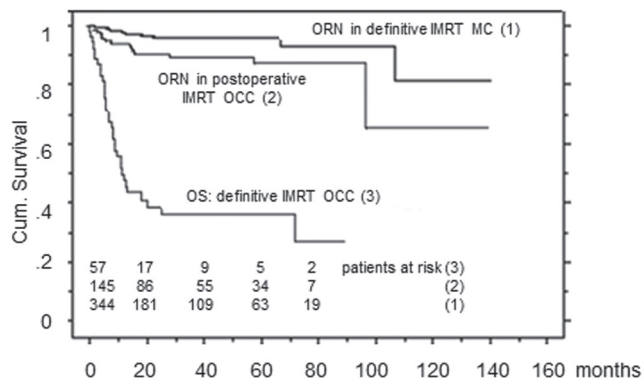 1
.8
.6
.4
.2
0
Cum. Survival
ORN in definitive IMRT MC (1)
ORN in postoperative
IMRT OCC (2)
OS: definitive IMRT OCC (3)
57 17 9 5 2 patients at risk (3)
145 86 55 34 7 (2)
344 181 109 63 19 (1)
0 20 40 60 80 100 120 140 160
months